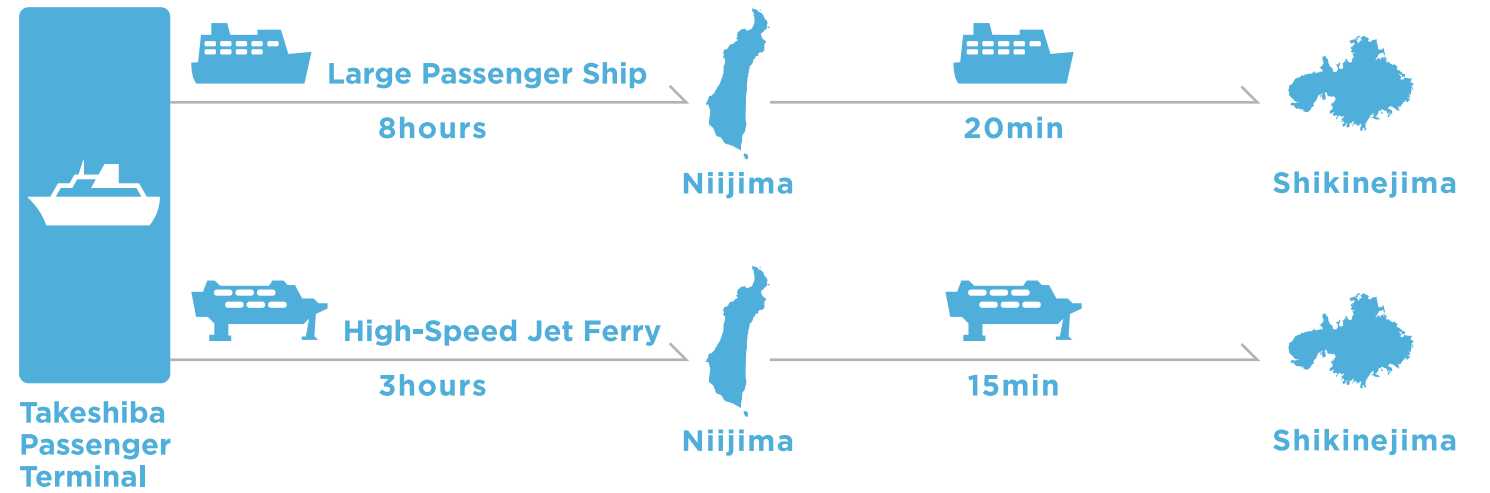 Large Passenger Ship
8hours
20min
Niijima
Shikinejima
High-Speed Jet Ferry
3hours
15min
Niijima
Shikinejima
Takeshiba
Passenger
Terminal